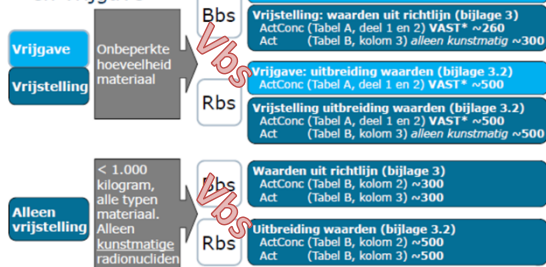 Bbs
Vrijstelling: waarden uit richtlijn (bijlage 3)
ActConc (Tabel A, deel 1 en 2) VAST* ~260
Act (Tabel B, kolom 3) alleen kunstmatig ~300
Vrijgave
Vrijstelling
Onbeperkte
hoeveelheid
materiaal
Vbs
Rbs
Vrijgave: uitbreiding waarden (bijlage 3.2)
ActConc (Tabel A, deel 1 en 2) VAST* ~500
Vrijstelling uitbreiding waarden (bijlage 3.2)
ActConc (Tabel A, deel 1 en 2) VAST* ~500
Act (Tabel B, kolom 3) alleen kunstmatig ~500
Alleen
vrijstelling
< 1.000
kilogram,
alle typen
materiaal.
Alleen
kunstmatige
radionucliden
Bbs
Vbs
Rbs
Waarden uit richtlijn (bijlage 3)
ActConc (Tabel B, kolom 2) ~300
Act (Tabel B, kolom 3) ~300
Uitbreiding waarden (bijlage 3.2)
ActConc (Tabel B, kolom 2) ~500
Act (Tabel B, kolom 3) ~500